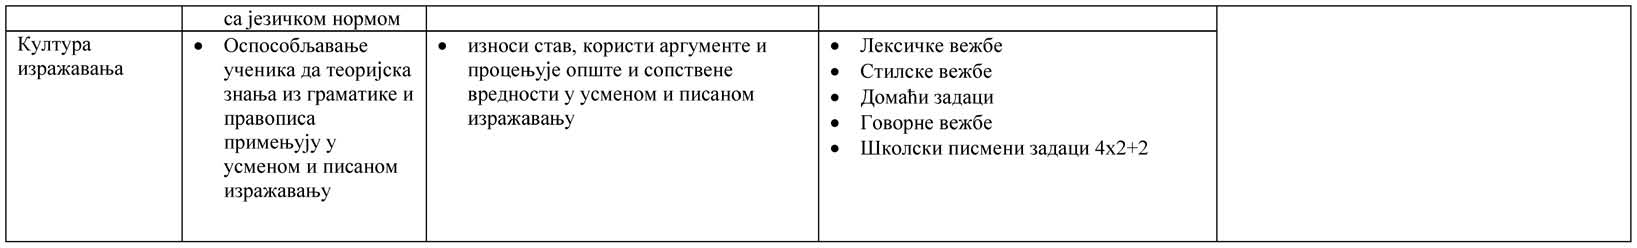 са језичком нормом
Култура
изражавања
• Оспособљавање
ученика да теоријска
знања из граматике и
правописа
примењују у
усменом и писаном
изражавању
• износи став, користи аргументе и
процењује опште и сопствене
вредности у усменом и писаном
изражавању
• Лексичке вежбе
• Стилске вежбе
• Домаћи задаци
• Говорне вежбе
• Школски писмени задаци 4x2+2